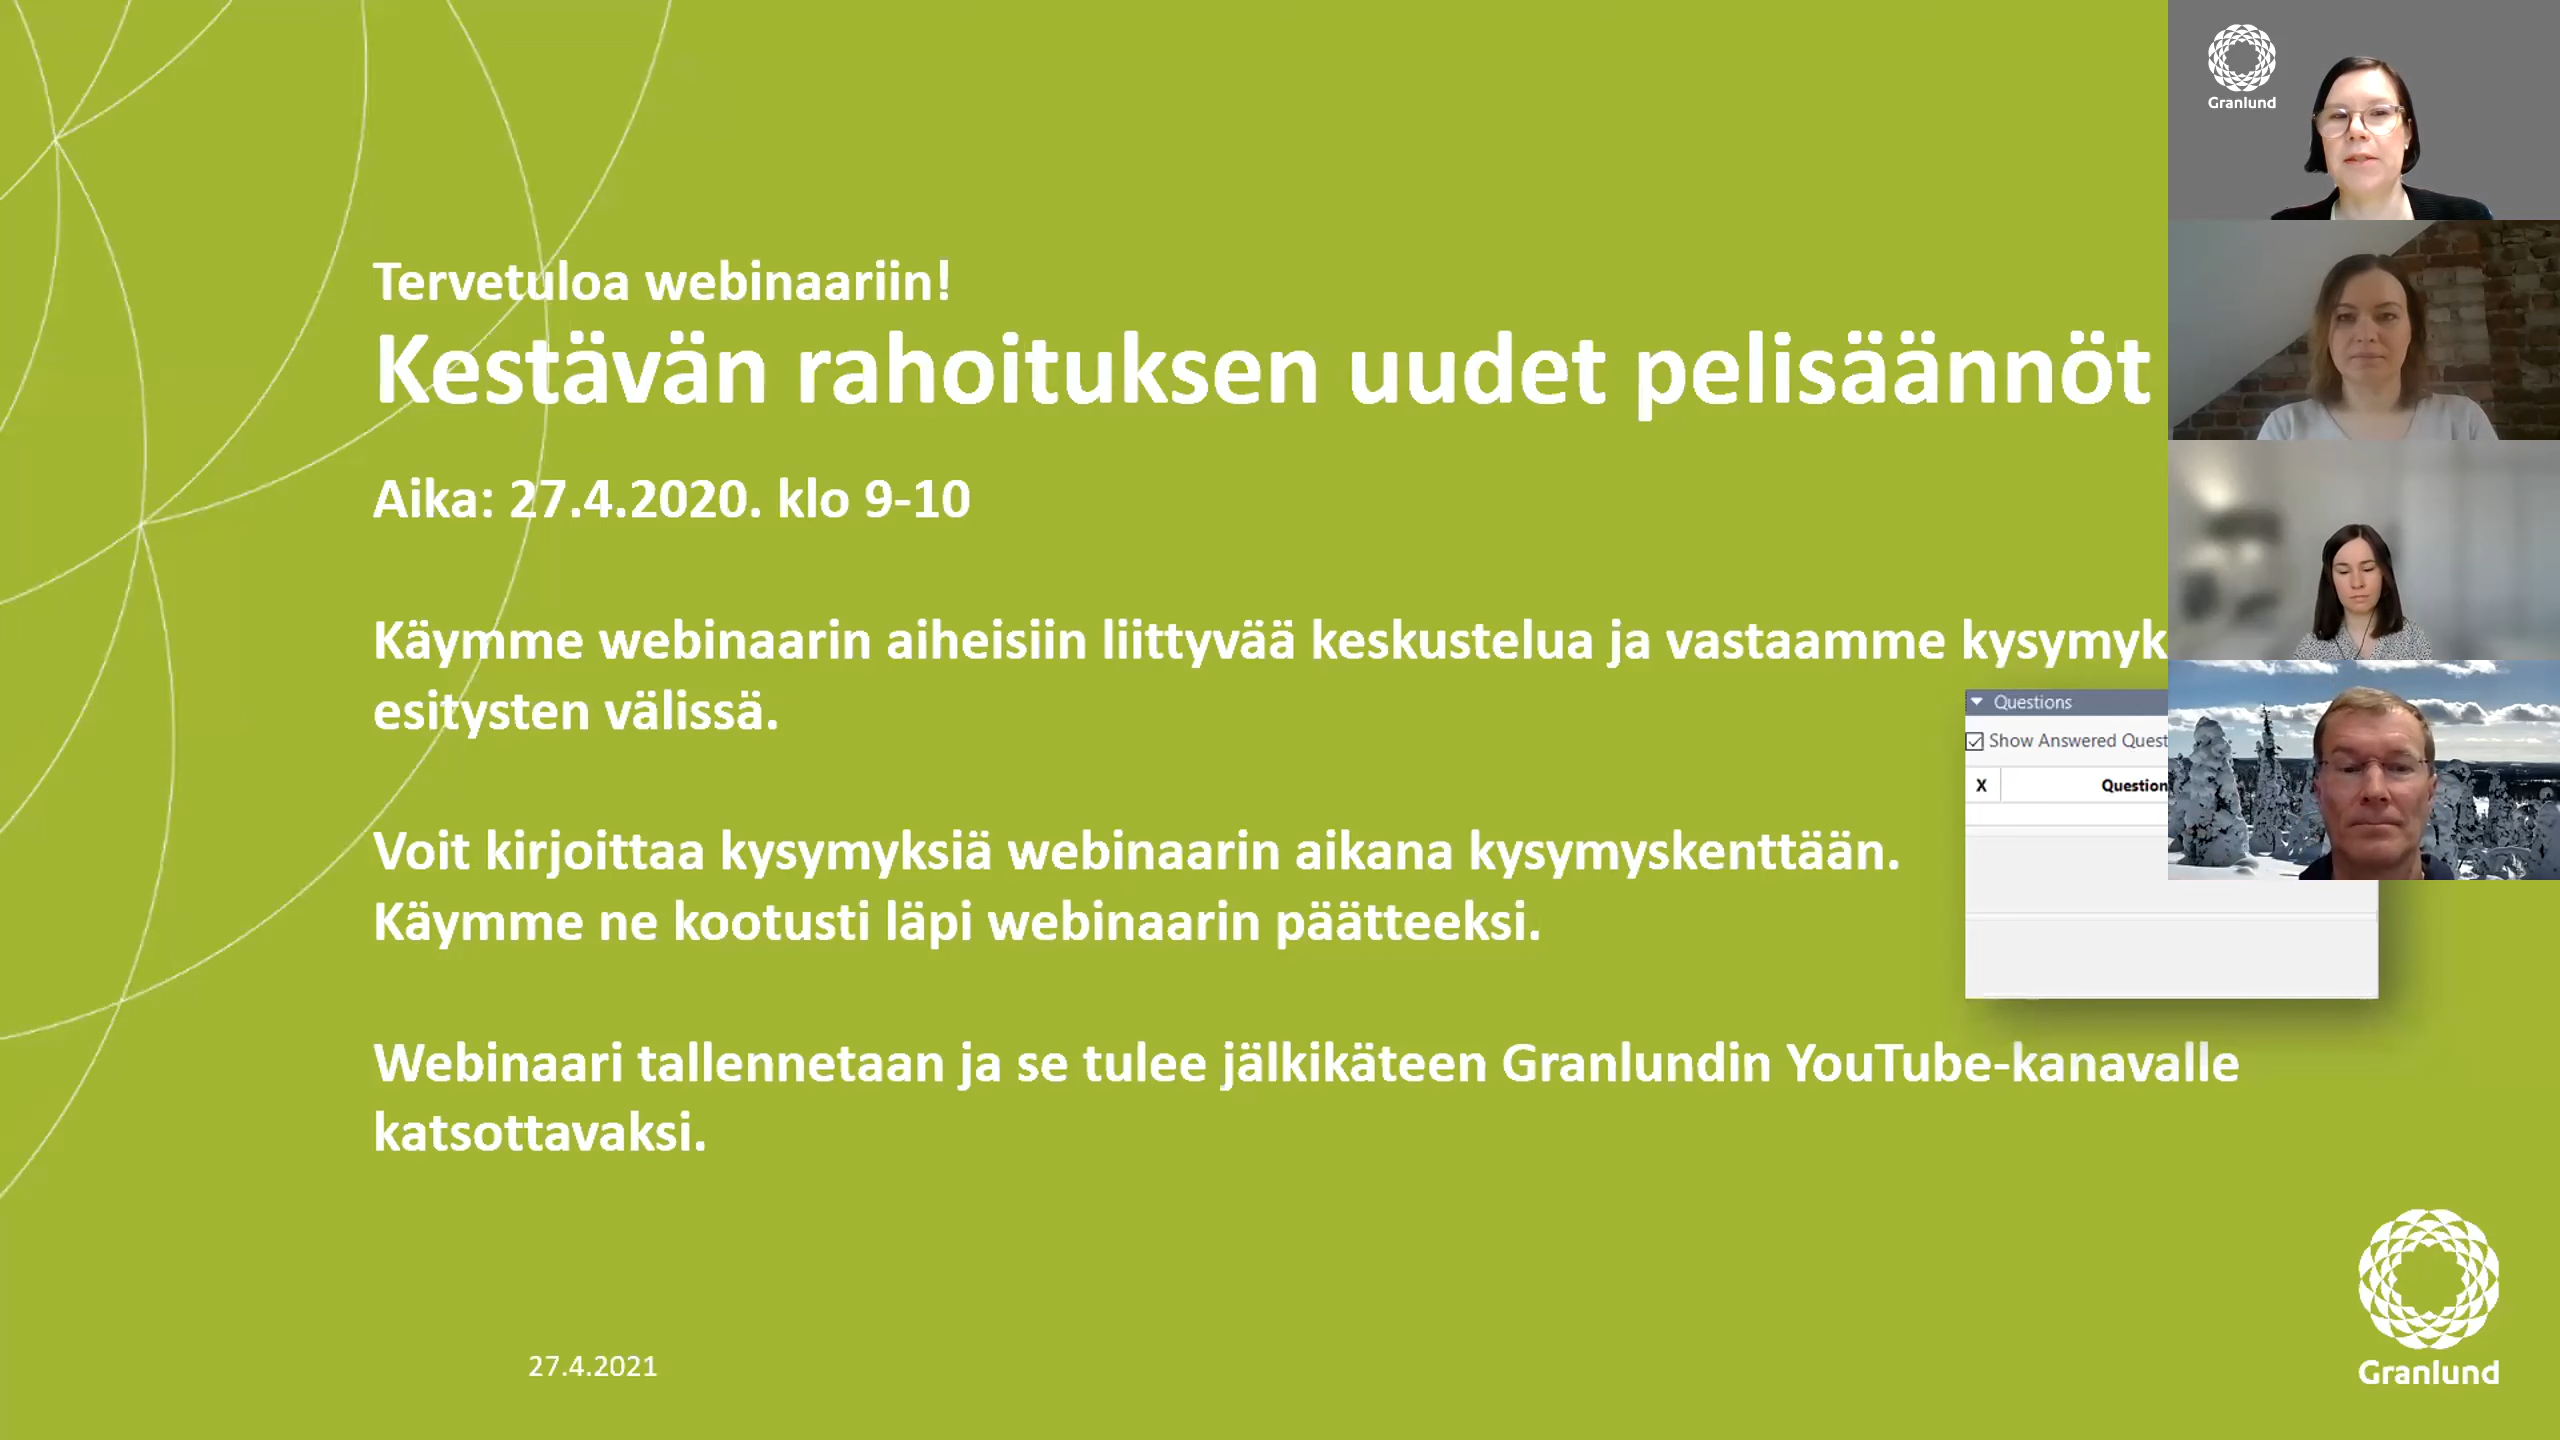 Granlund
Tervetuloa webinaariin!
Kestävän rahoituksen uudet pelisäännöt
Aika: 27.4.2020. klo 9-10
Käymme webinaarin aiheisiin liittyvää keskustelua ja vastaamme kysymyk
esitysten välissä.
Questions
Show Answered Quest
X Question
Voit kirjoittaa kysymyksiä webinaarin aikana kysymyskenttään.
Käymme ne kootusti läpi webinaarin päätteeksi.
Webinaari tallennetaan ja se tulee jälkikäteen Granlundin YouTube-kanavalle
katsottavaksi.
27.4.2021
Granlund